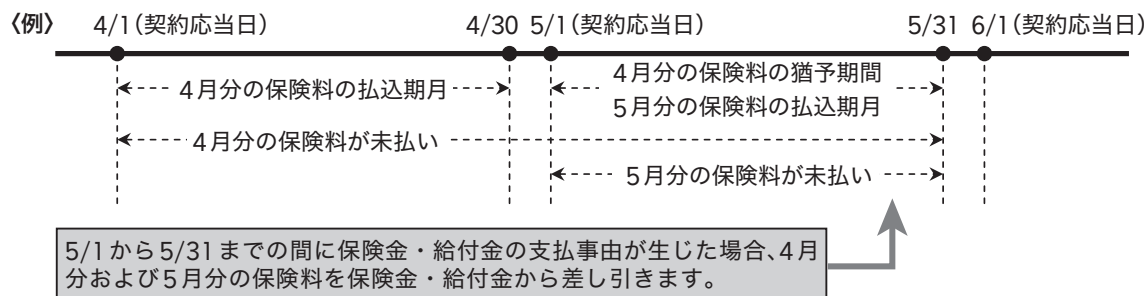 〈例〉 4/1(契約応当日) 4/30 5/1(契約応当日) 5/31 6/1(契約応当日)
4月分の保険料の払込期月
4月分の保険料の猶予期間
5月分の保険料の払込期月
4月分の保険料が未払い
5月分の保険料が未払い
5/1から5/31までの間に保険金・給付金の支払事由が生じた場合、4月
分および5月分の保険料を保険金・給付金から差し引きます。